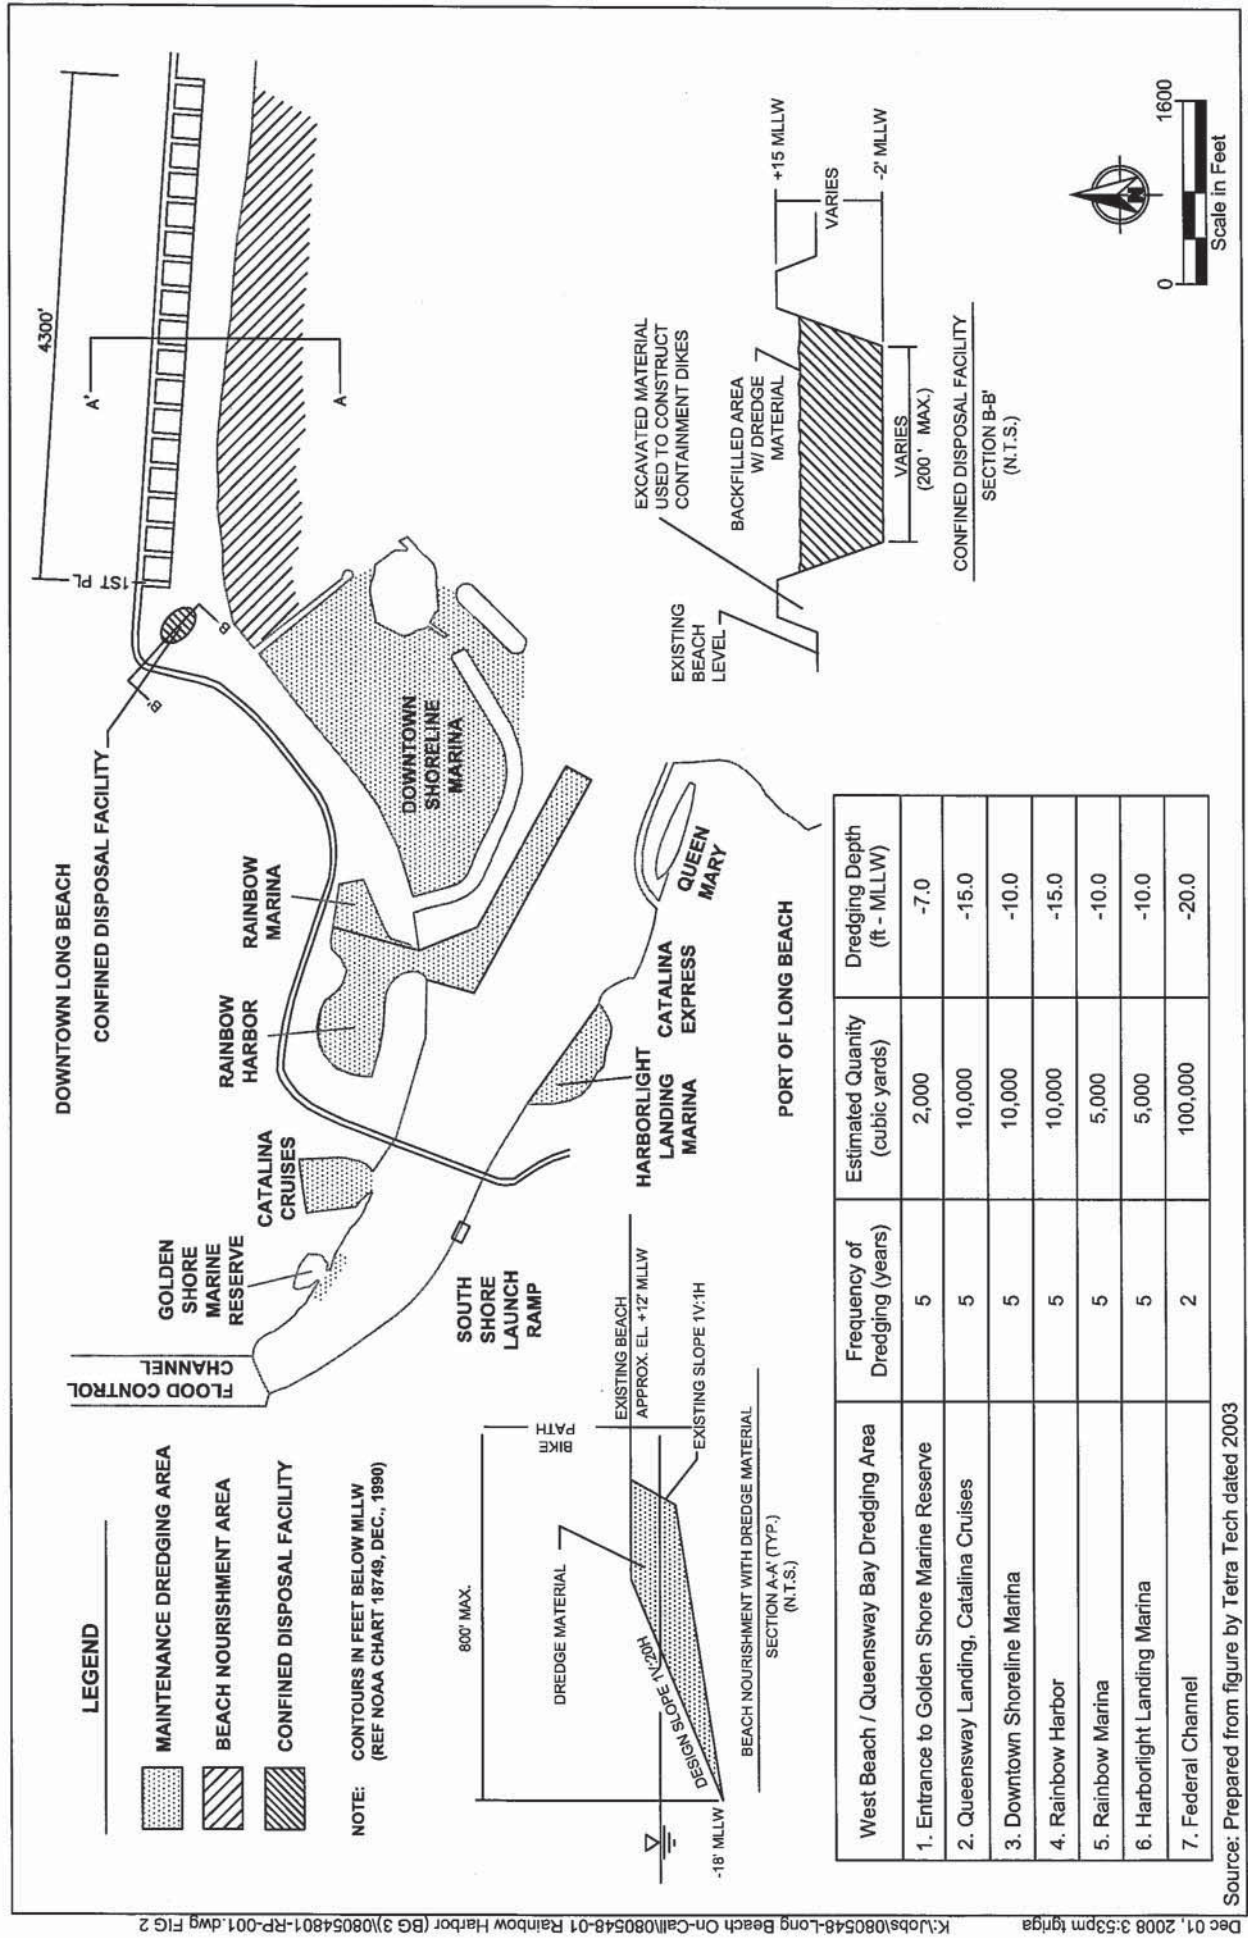 LEGEND
MAINTENANCE DREDGING AREA
BEACH NOURISHMENT AREA
CONFINED DISPOSAL FACILITY
NOTE: CONTOURS IN FEET BELOW MLLW
(REF NOAA CHART 18749, DEC., 1990)
FLOOD CONTROL
CHANNEL
GOLDEN
SHORE
MARINE
RESERVE
CATALINA
CRUISES
RAINBOW
HARBOR
RAINBOW
MARINA
DOWNTOWN LONG BEACH
CONFINED DISPOSAL FACILITY
B'
B
1ST PL
4300'
A'
A
DOWNTOWN
SHORELINE
MARINA
SOUTH
SHORE
LAUNCH
RAMP
HARBORLIGHT
LANDING
MARINA
CATALINA
EXPRESS
QUEEN
MARY
PORT OF LONG BEACH
800' MAX.
BIKE
PATH
DREDGE MATERIAL
EXISTING BEACH
APPROX. EL. +12' MLLW
EXISTING SLOPE 1V:1H
DESIGN SLOPE 1V:20H
-18' MLLW
BEACH NOURISHMENT WITH DREDGE MATERIAL
SECTION A-A' (TYP.)
(N.T.S.)
EXISTING
BEACH
LEVEL
EXCAVATED MATERIAL
USED TO CONSTRUCT
CONTAINMENT DIKES
BACKFILLED AREA
W/ DREDGE
MATERIAL
+15 MLLW
VARIES
-2' MLLW
VARIES
(200' MAX.)
CONFINED DISPOSAL FACILITY
SECTION B-B'
(N.T.S.)
N
0 1600
Scale in Feet
West Beach / Queensway Bay Dredging Area Frequency of Dredging (years) Estimated Quanity (cubic yards) Dredging Depth (ft - MLLW)
1. Entrance to Golden Shore Marine Reserve 5 2,000 -7.0
2. Queensway Landing, Catalina Cruises 5 10,000 -15.0
3. Downtown Shoreline Marina 5 10,000 -10.0
4. Rainbow Harbor 5 10,000 -15.0
5. Rainbow Marina 5 5,000 -10.0
6. Harborlight Landing Marina 5 5,000 -10.0
7. Federal Channel 2 100,000 -20.0
Source: Prepared from figure by Tetra Tech dated 2003
Dec 01, 2008 3:53pm tgriga K:\Jobs\080548-Long-Beach On-Call\080548-01 Rainbow Harbor (BG 3)\08054801-RP-001.dwg FIG 2